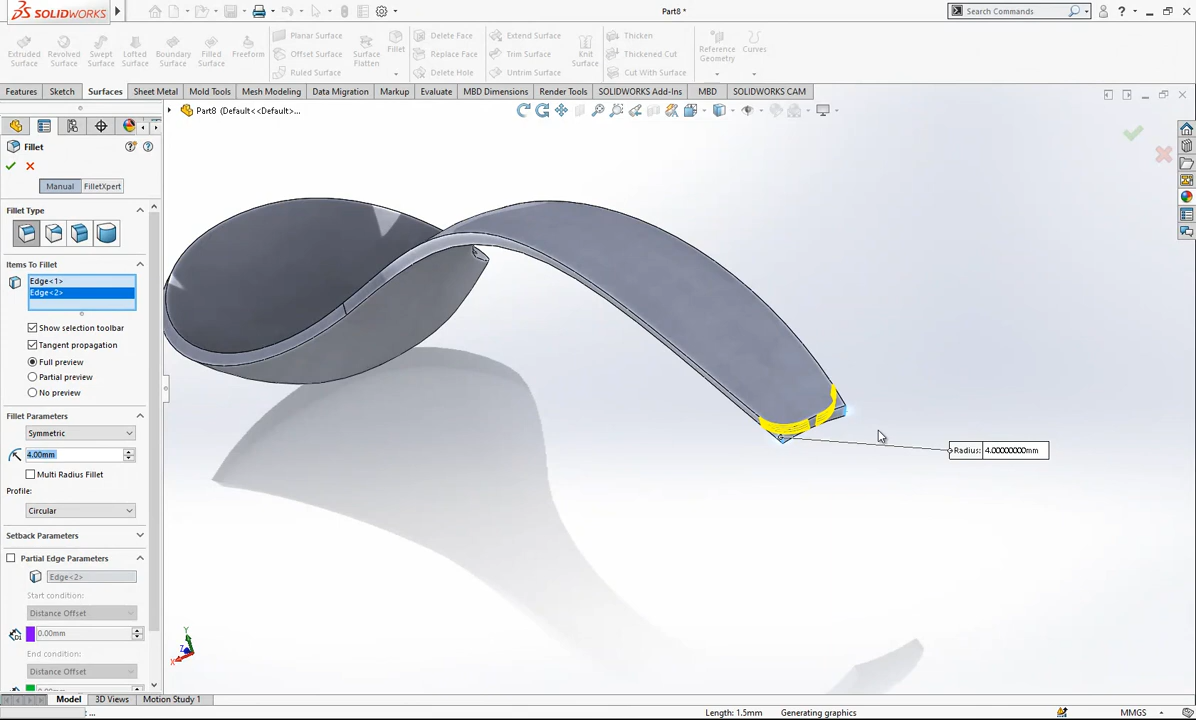 SOLIDWORKS
Part8 *
Search Commands
Extruded Surface
Revolved Surface
Swept Surface
Lofted Surface
Boundary Surface
Filled Surface
Freeform
Planar Surface
Offset Surface
Ruled Surface
Surface Flatten
Fillet
Delete Face
Replace Face
Delete Hole
Extend Surface
Trim Surface
Untrim Surface
Knit Surface
Thicken
Thickened Cut
Cut With Surface
Reference Geometry
Curves
Features
Sketch
Surfaces
Sheet Metal
Mold Tools
Mesh Modeling
Data Migration
Markup
Evaluate
MBD Dimensions
Render Tools
SOLIDWORKS Add-Ins
MBD
SOLIDWORKS CAM
Part8 (Default<<Default>...
Fillet
Manual
FilletXpert
Fillet Type
Items To Fillet
Edge<1>
Edge<2>
Show selection toolbar
Tangent propagation
Full preview
Partial preview
No preview
Fillet Parameters
Symmetric
4.00mm
Multi Radius Fillet
Profile:
Circular
Setback Parameters
Partial Edge Parameters
Edge<2>
Start condition:
Distance Offset
0.00mm
End condition:
Distance Offset
Radius: 4.00000000mm
Y
Z
X
Model
3D Views
Motion Study 1
: ...
Length: 1.5mm
Generating graphics
MMGS